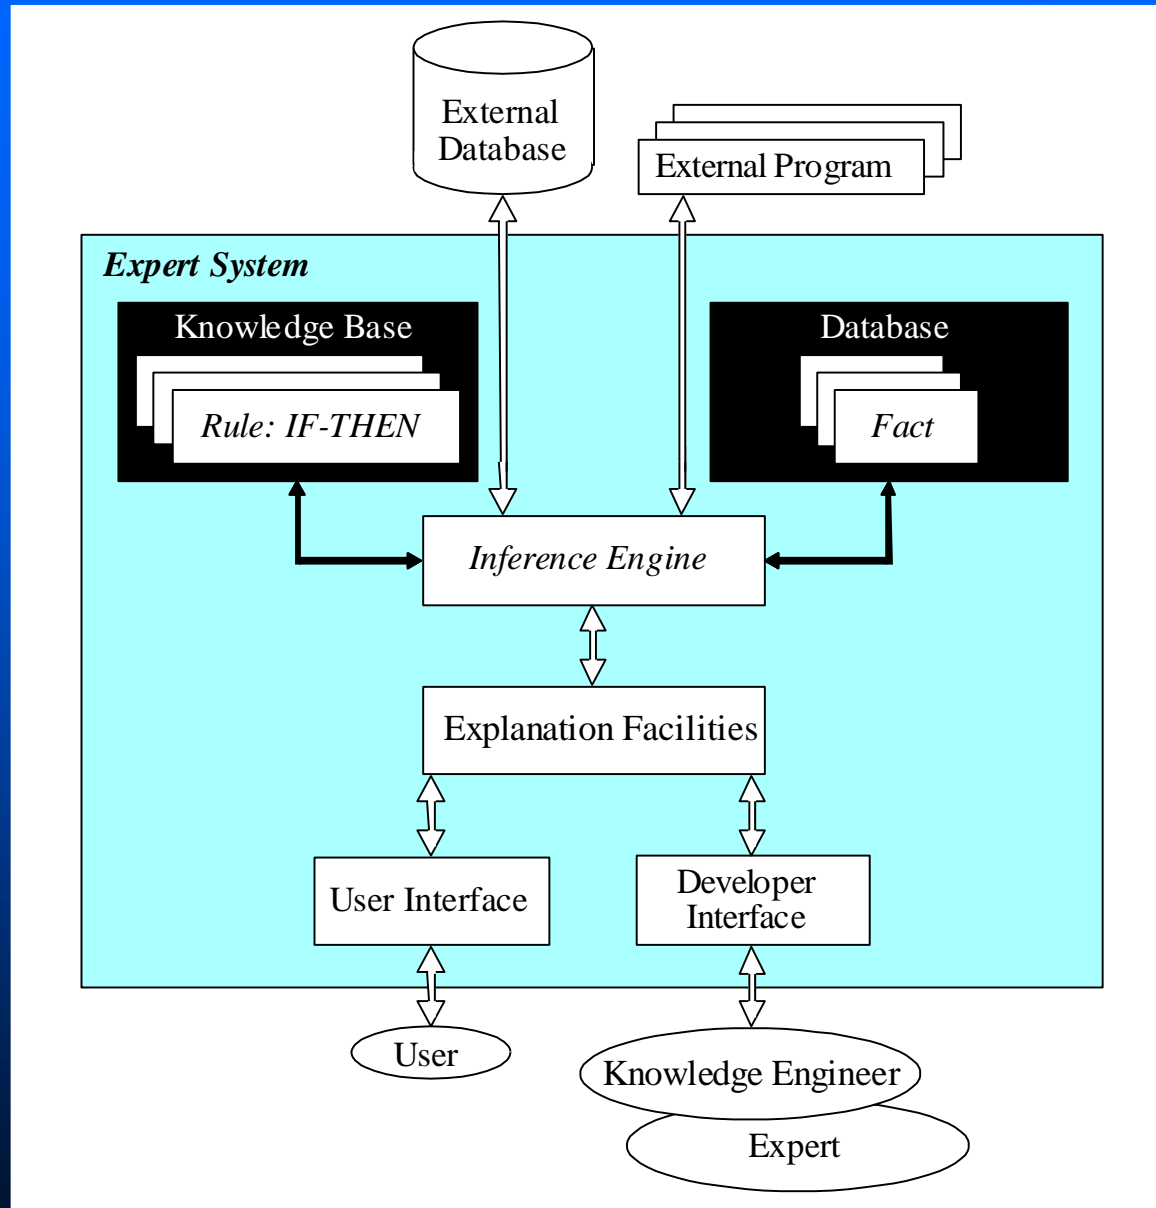 External
Database
External Program
Expert System
Knowledge Base
Rule: IF-THEN
Database
Fact
Inference Engine
Explanation Facilities
User Interface
Developer
Interface
User
Knowledge Engineer
Expert